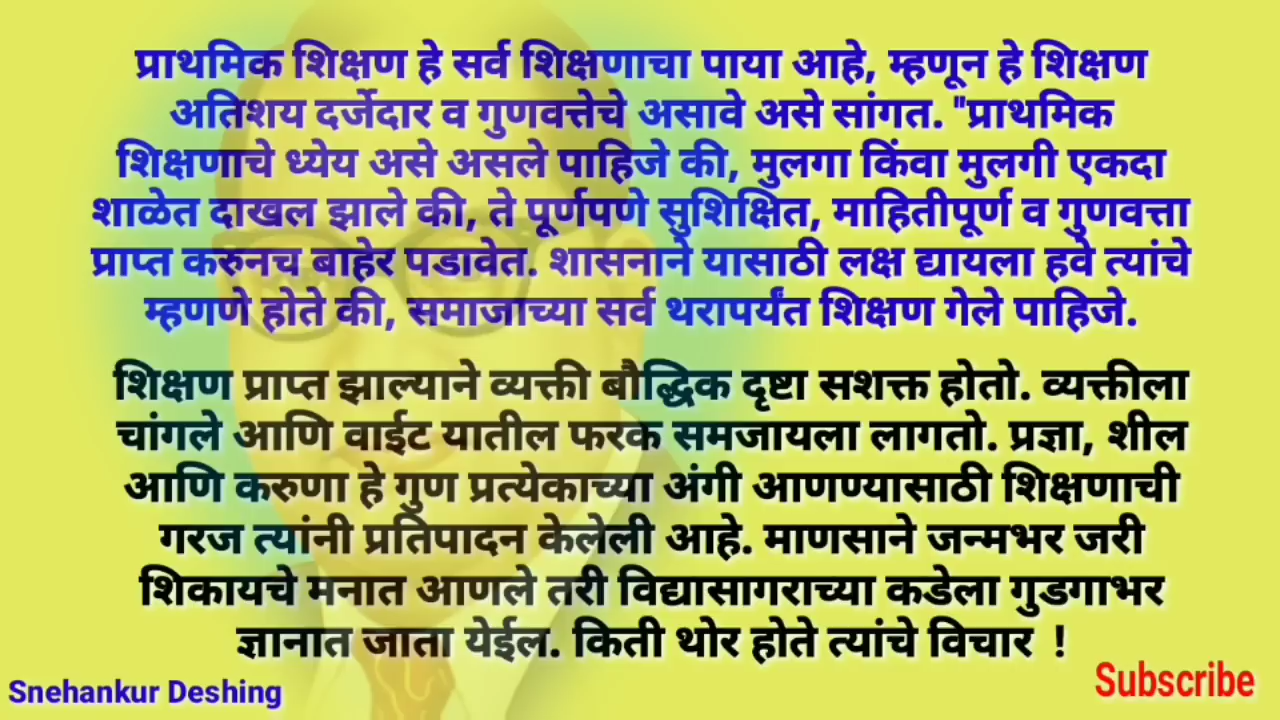 प्राथमिक शिक्षण हे सर्व शिक्षणाचा पाया आहे, म्हणून हे शिक्षण
अतिशय दर्जेदार व गुणवत्तेचे असावे असे सांगत. "प्राथमिक
शिक्षणाचे ध्येय असे असले पाहिजे की, मुलगा किंवा मुलगी एकदा
शाळेत दाखल झाले की, ते पूर्णपणे सुशिक्षित, माहितीपूर्ण व गुणवत्ता
प्राप्त करुनच बाहेर पडावेत. शासनाने यासाठी लक्ष द्यायला हवे त्यांचे
म्हणणे होते की, समाजाच्या सर्व थरापर्यंत शिक्षण गेले पाहिजे.
शिक्षण प्राप्त झाल्याने व्यक्ती बौद्धिक दृष्टा सशक्त होतो. व्यक्तीला
चांगले आणि वाईट यातील फरक समजायला लागतो. प्रज्ञा, शील
आणि करुणा हे गुण प्रत्येकाच्या अंगी आणण्यासाठी शिक्षणाची
गरज त्यांनी प्रतिपादन केलेली आहे. माणसाने जन्मभर जरी
शिकायचे मनात आणले तरी विद्यासागराच्या कडेला गुडगाभर
ज्ञानात जाता येईल. किती थोर होते त्यांचे विचार !
Snehankur Deshing
Subscribe